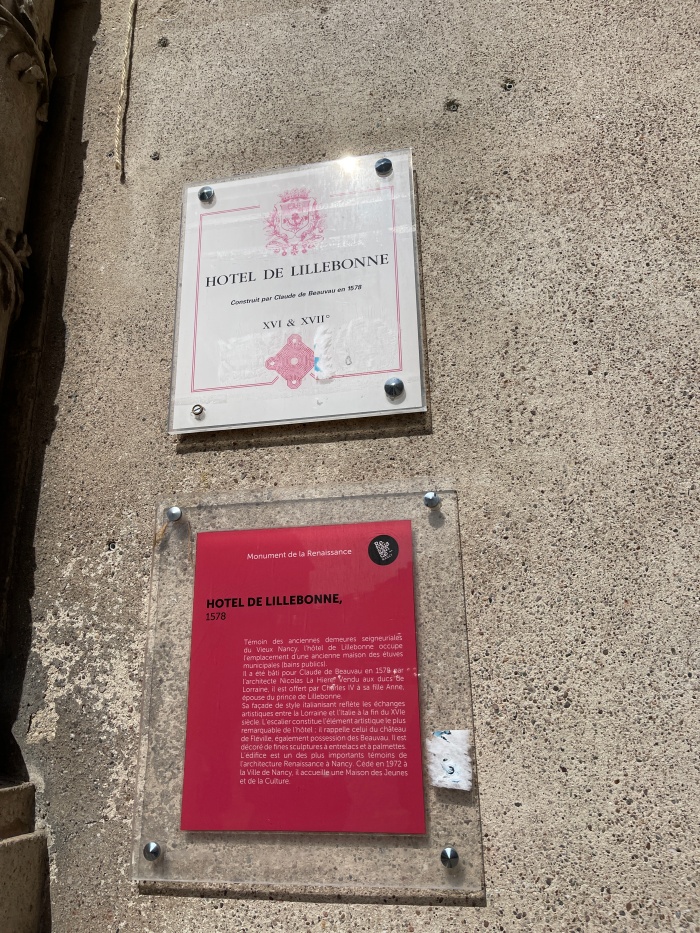 HOTEL DE LILLEBONNE
Construit par Claude de Beauvau en 1578
XVI & XVII°
Monument de la Renaissance
HOTEL DE LILLEBONNE,
1578
Témoin des anciennes demeures seigneuriales
du Vieux Nancy, l'hôtel de Lillebonne occupe
l'emplacement d'une ancienne maison des étuves
municipales (bains publics).
Il a été bâti pour Claude de Beauvau en 1578 par
l'architecte Nicolas La Hière. Vendu aux ducs de
Lorraine, il est offert par Charles IV à sa fille Anne,
épouse du prince de Lillebonne.
Sa façade de style italianisant reflète les échanges
artistiques entre la Lorraine et l'Italie à la fin du XVIe
siècle. L'escalier constitue l'élément artistique le plus
remarquable de l'hôtel ; il rappelle celui du château
de Fléville, également possession des Beauvau. Il est
décoré de fines sculptures à entrelacs et à palmettes.
L'édifice est un des plus importants témoins de
l'architecture Renaissance à Nancy. Cédé en 1972 à
la Ville de Nancy, il accueille une Maison des Jeunes
et de la Culture.